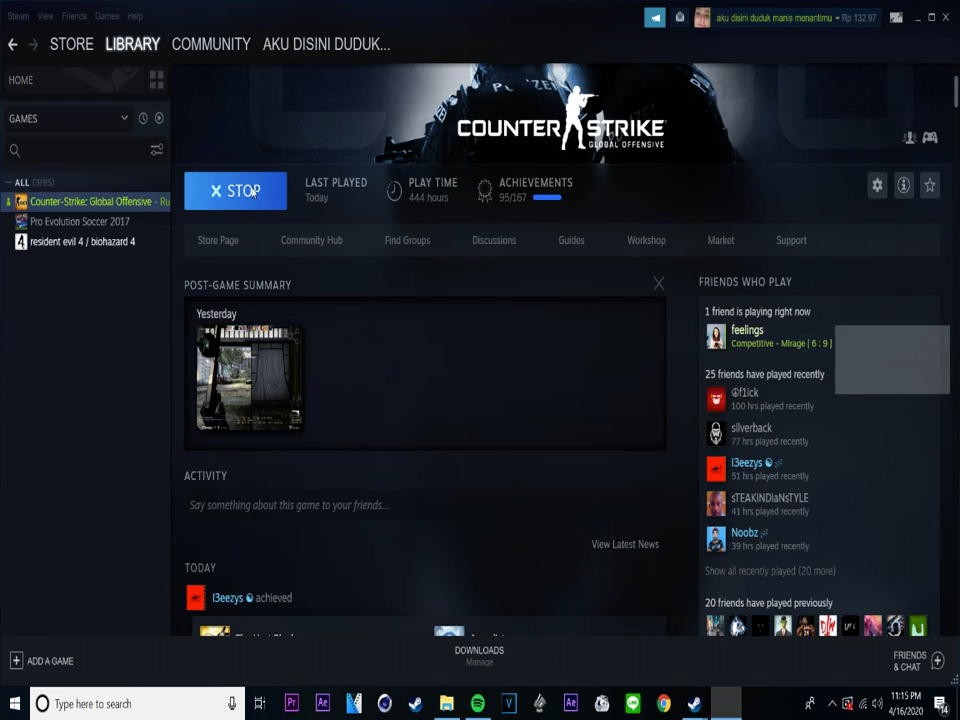 Steam View Friends Games Help
aku disini duduk manis menantimu Rp 132.97
STORE LIBRARY COMMUNITY AKU DISINI DUDUK...
HOME
GAMES
ALL (3/95)
Counter-Strike: Global Offensive - Ru
Pro Evolution Soccer 2017
resident evil 4 / biohazard 4
COUNTER STRIKE
GLOBAL OFFENSIVE
STOP
LAST PLAYED
Today
PLAY TIME
444 hours
ACHIEVEMENTS
95/167
Store Page Community Hub Find Groups Discussions Guides Workshop Market Support
POST-GAME SUMMARY
Yesterday
ACTIVITY
Say something about this game to your friends...
View Latest News
TODAY
l3eezys achieved
FRIENDS WHO PLAY
1 friend is playing right now
feelings
Competitive - Mirage [ 6 : 9 ]
25 friends have played recently
☮f1ick
100 hrs played recently
silverback
77 hrs played recently
l3eezys
51 hrs played recently
sTEAKiNDiaNsTYLE
41 hrs played recently
Noobz
39 hrs played recently
Show all recently played (20 more)
20 friends have played previously
ADD A GAME
DOWNLOADS
Manage
FRIENDS
& CHAT
Type here to search
Pr Ae V Ae LINE
11:15 PM
4/16/2020
14